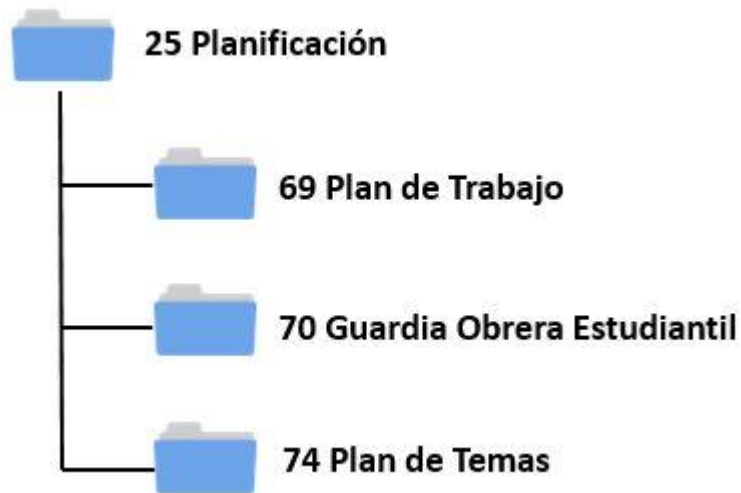 25 Planificación
69 Plan de Trabajo
70 Guardia Obrera Estudiantil
74 Plan de Temas